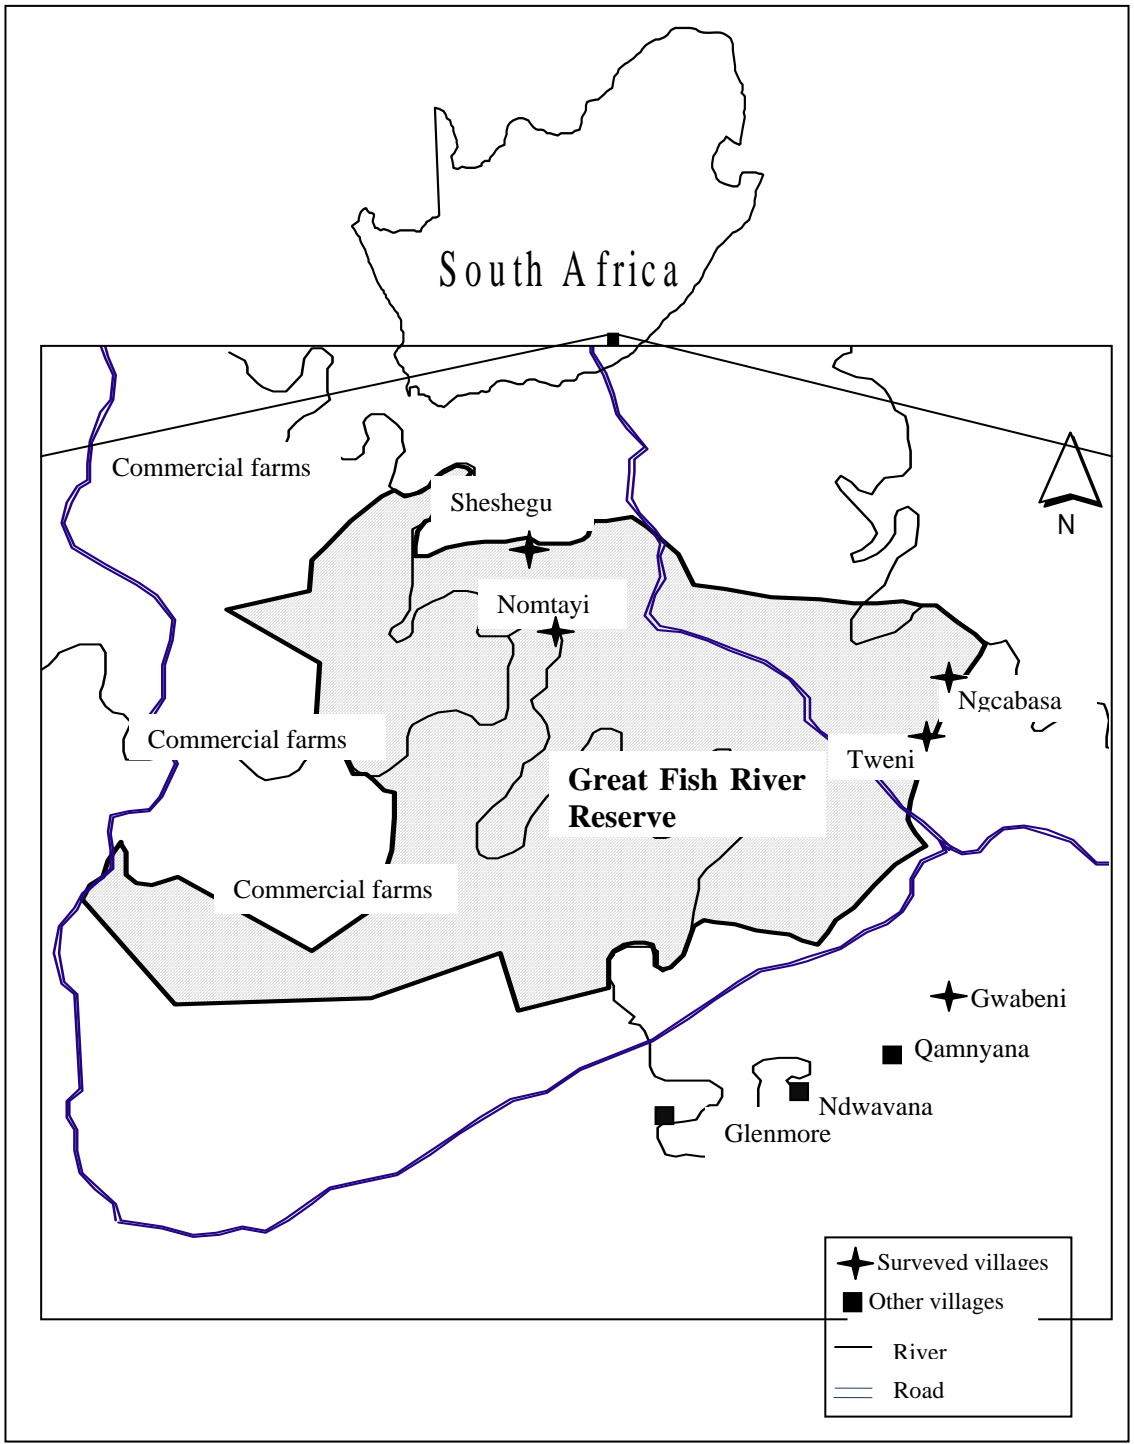 South Africa
Commercial farms
Sheshegu
N
Nomtayi
Ngcabasa
Commercial farms
Tweni
Great Fish River
Reserve
Commercial farms
Gwabeni
Qamnyana
Ndwavana
Glenmore
Surveyed villages
Other villages
River
Road